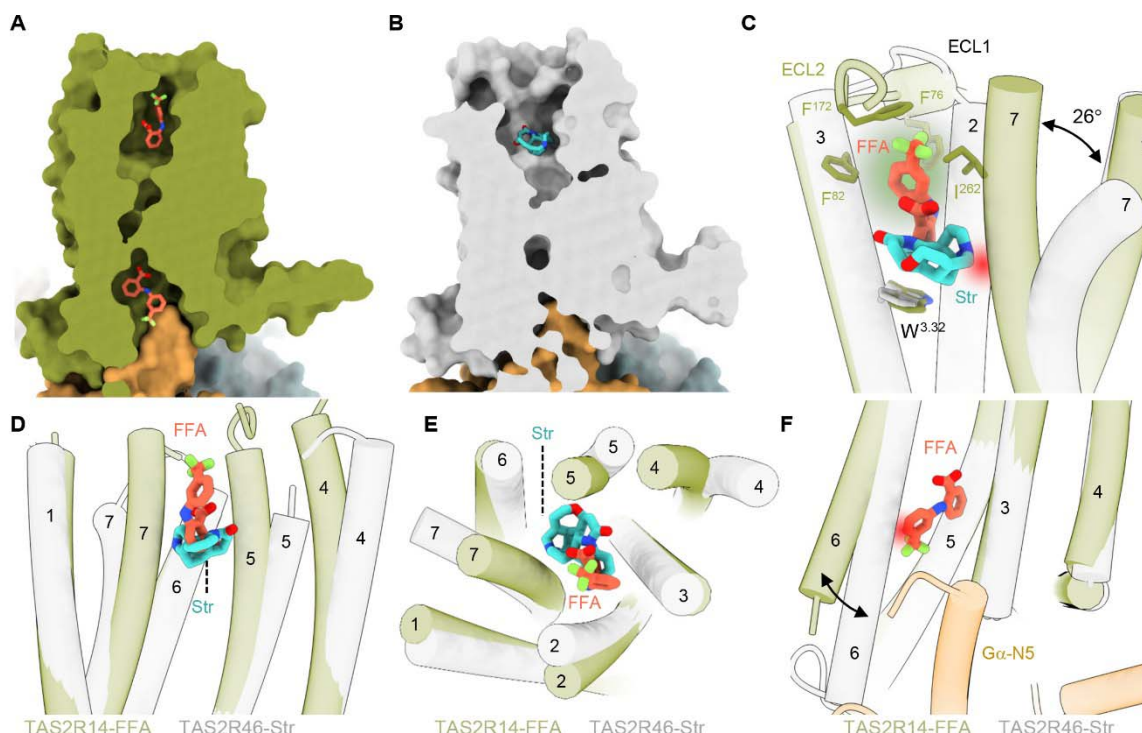 A
B
C
ECL1
ECL2
F76
F172
3
2
7
26°
FFA
F82
I262
7
Str
W3.32
D
FFA
4
1
7
7
5
5
4
6
Str
E
Str
6
5
5
4
4
7
7
FFA
3
1
2
2
F
FFA
6
5
3
4
6
Gα-N5
TAS2R14-FFA TAS2R46-Str
TAS2R14-FFA TAS2R46-Str
TAS2R14-FFA TAS2R46-Str